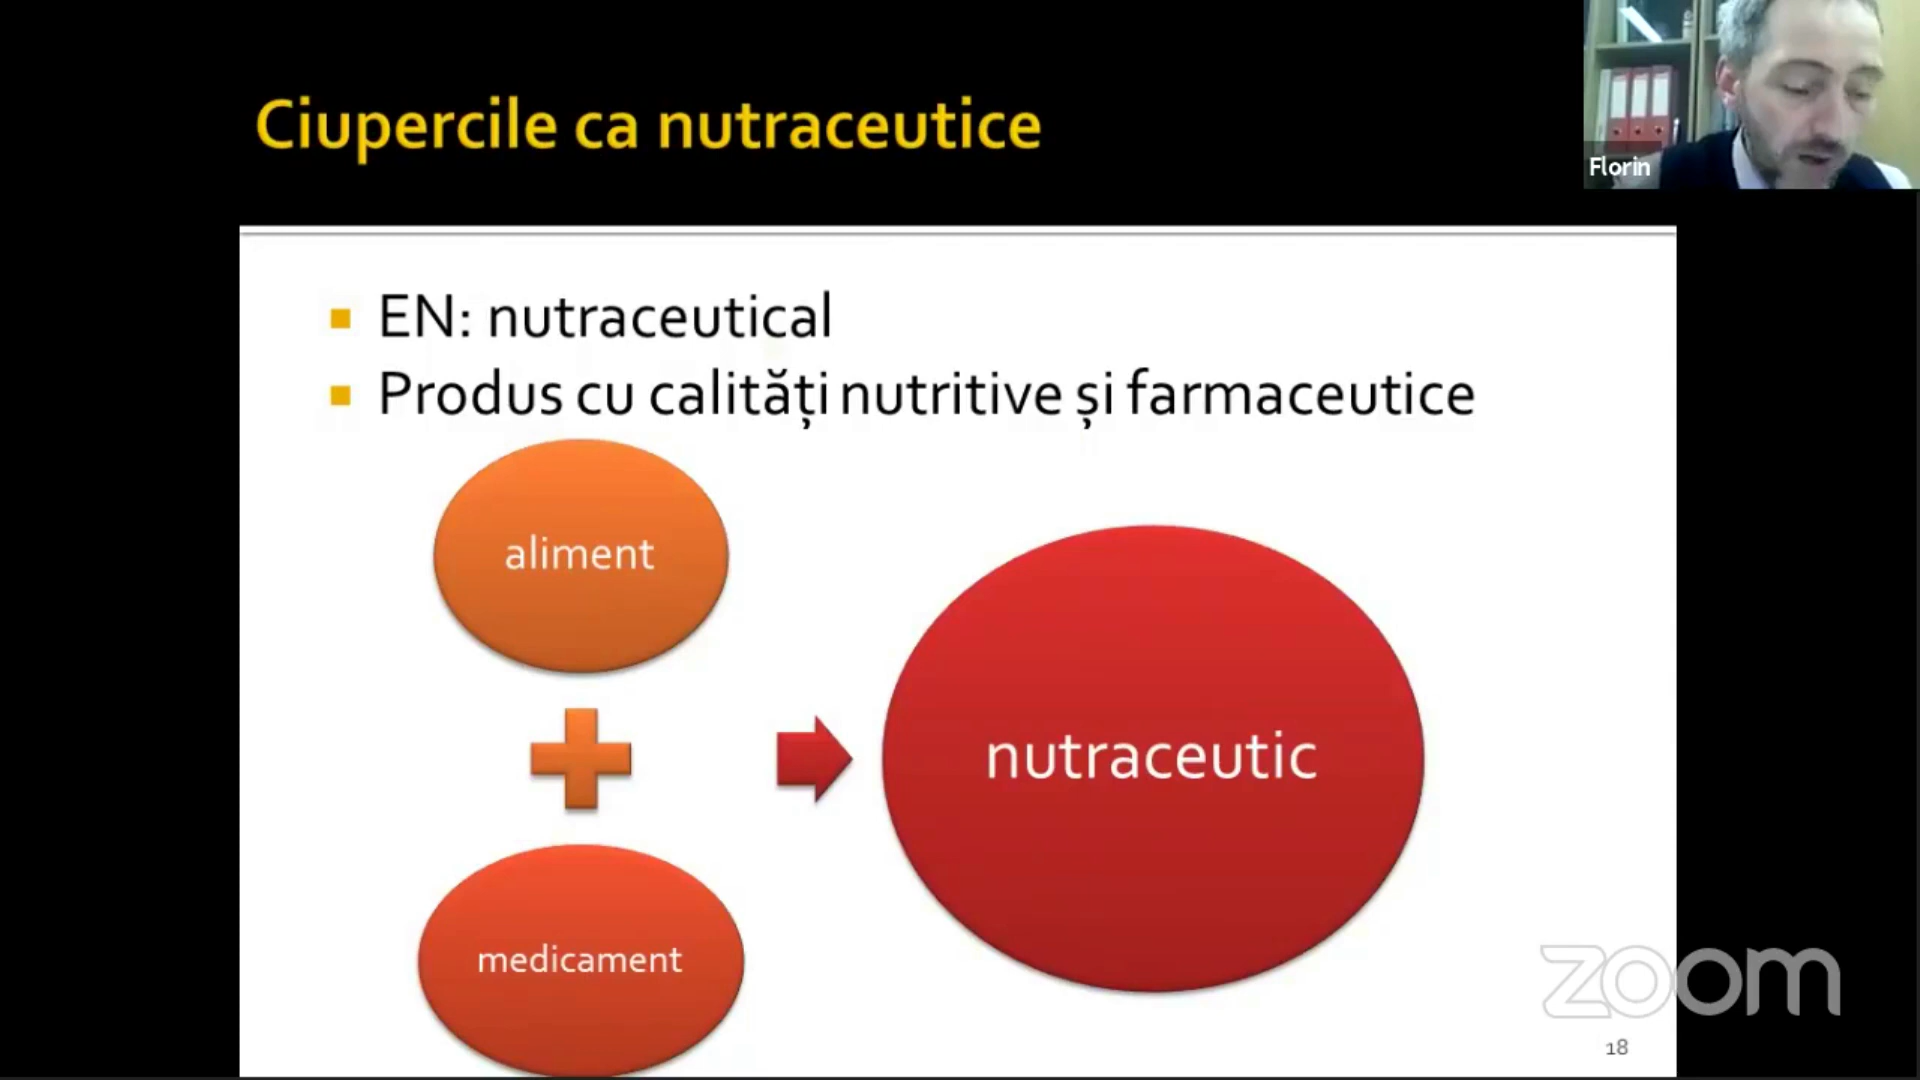 Ciupercile ca nutraceutice
Florin
EN: nutraceutical
Produs cu calități nutritive și farmaceutice
aliment
nutraceutic
medicament
zoom
18